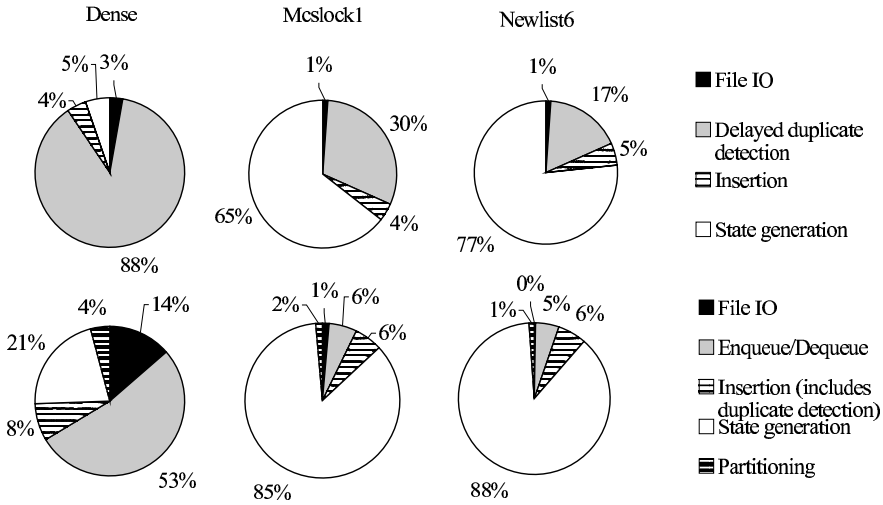 Dense
Mcslock1
Newlist6
5% 3%
4%
88%
1%
30%
4%
65%
1%
17%
5%
77%
File IO
Delayed duplicate
detection
Insertion
State generation
4%
14%
21%
8%
53%
2%
1%
6%
6%
85%
0%
1%
5%
6%
88%
File IO
Enqueue/Dequeue
Insertion (includes
duplicate detection)
State generation
Partitioning